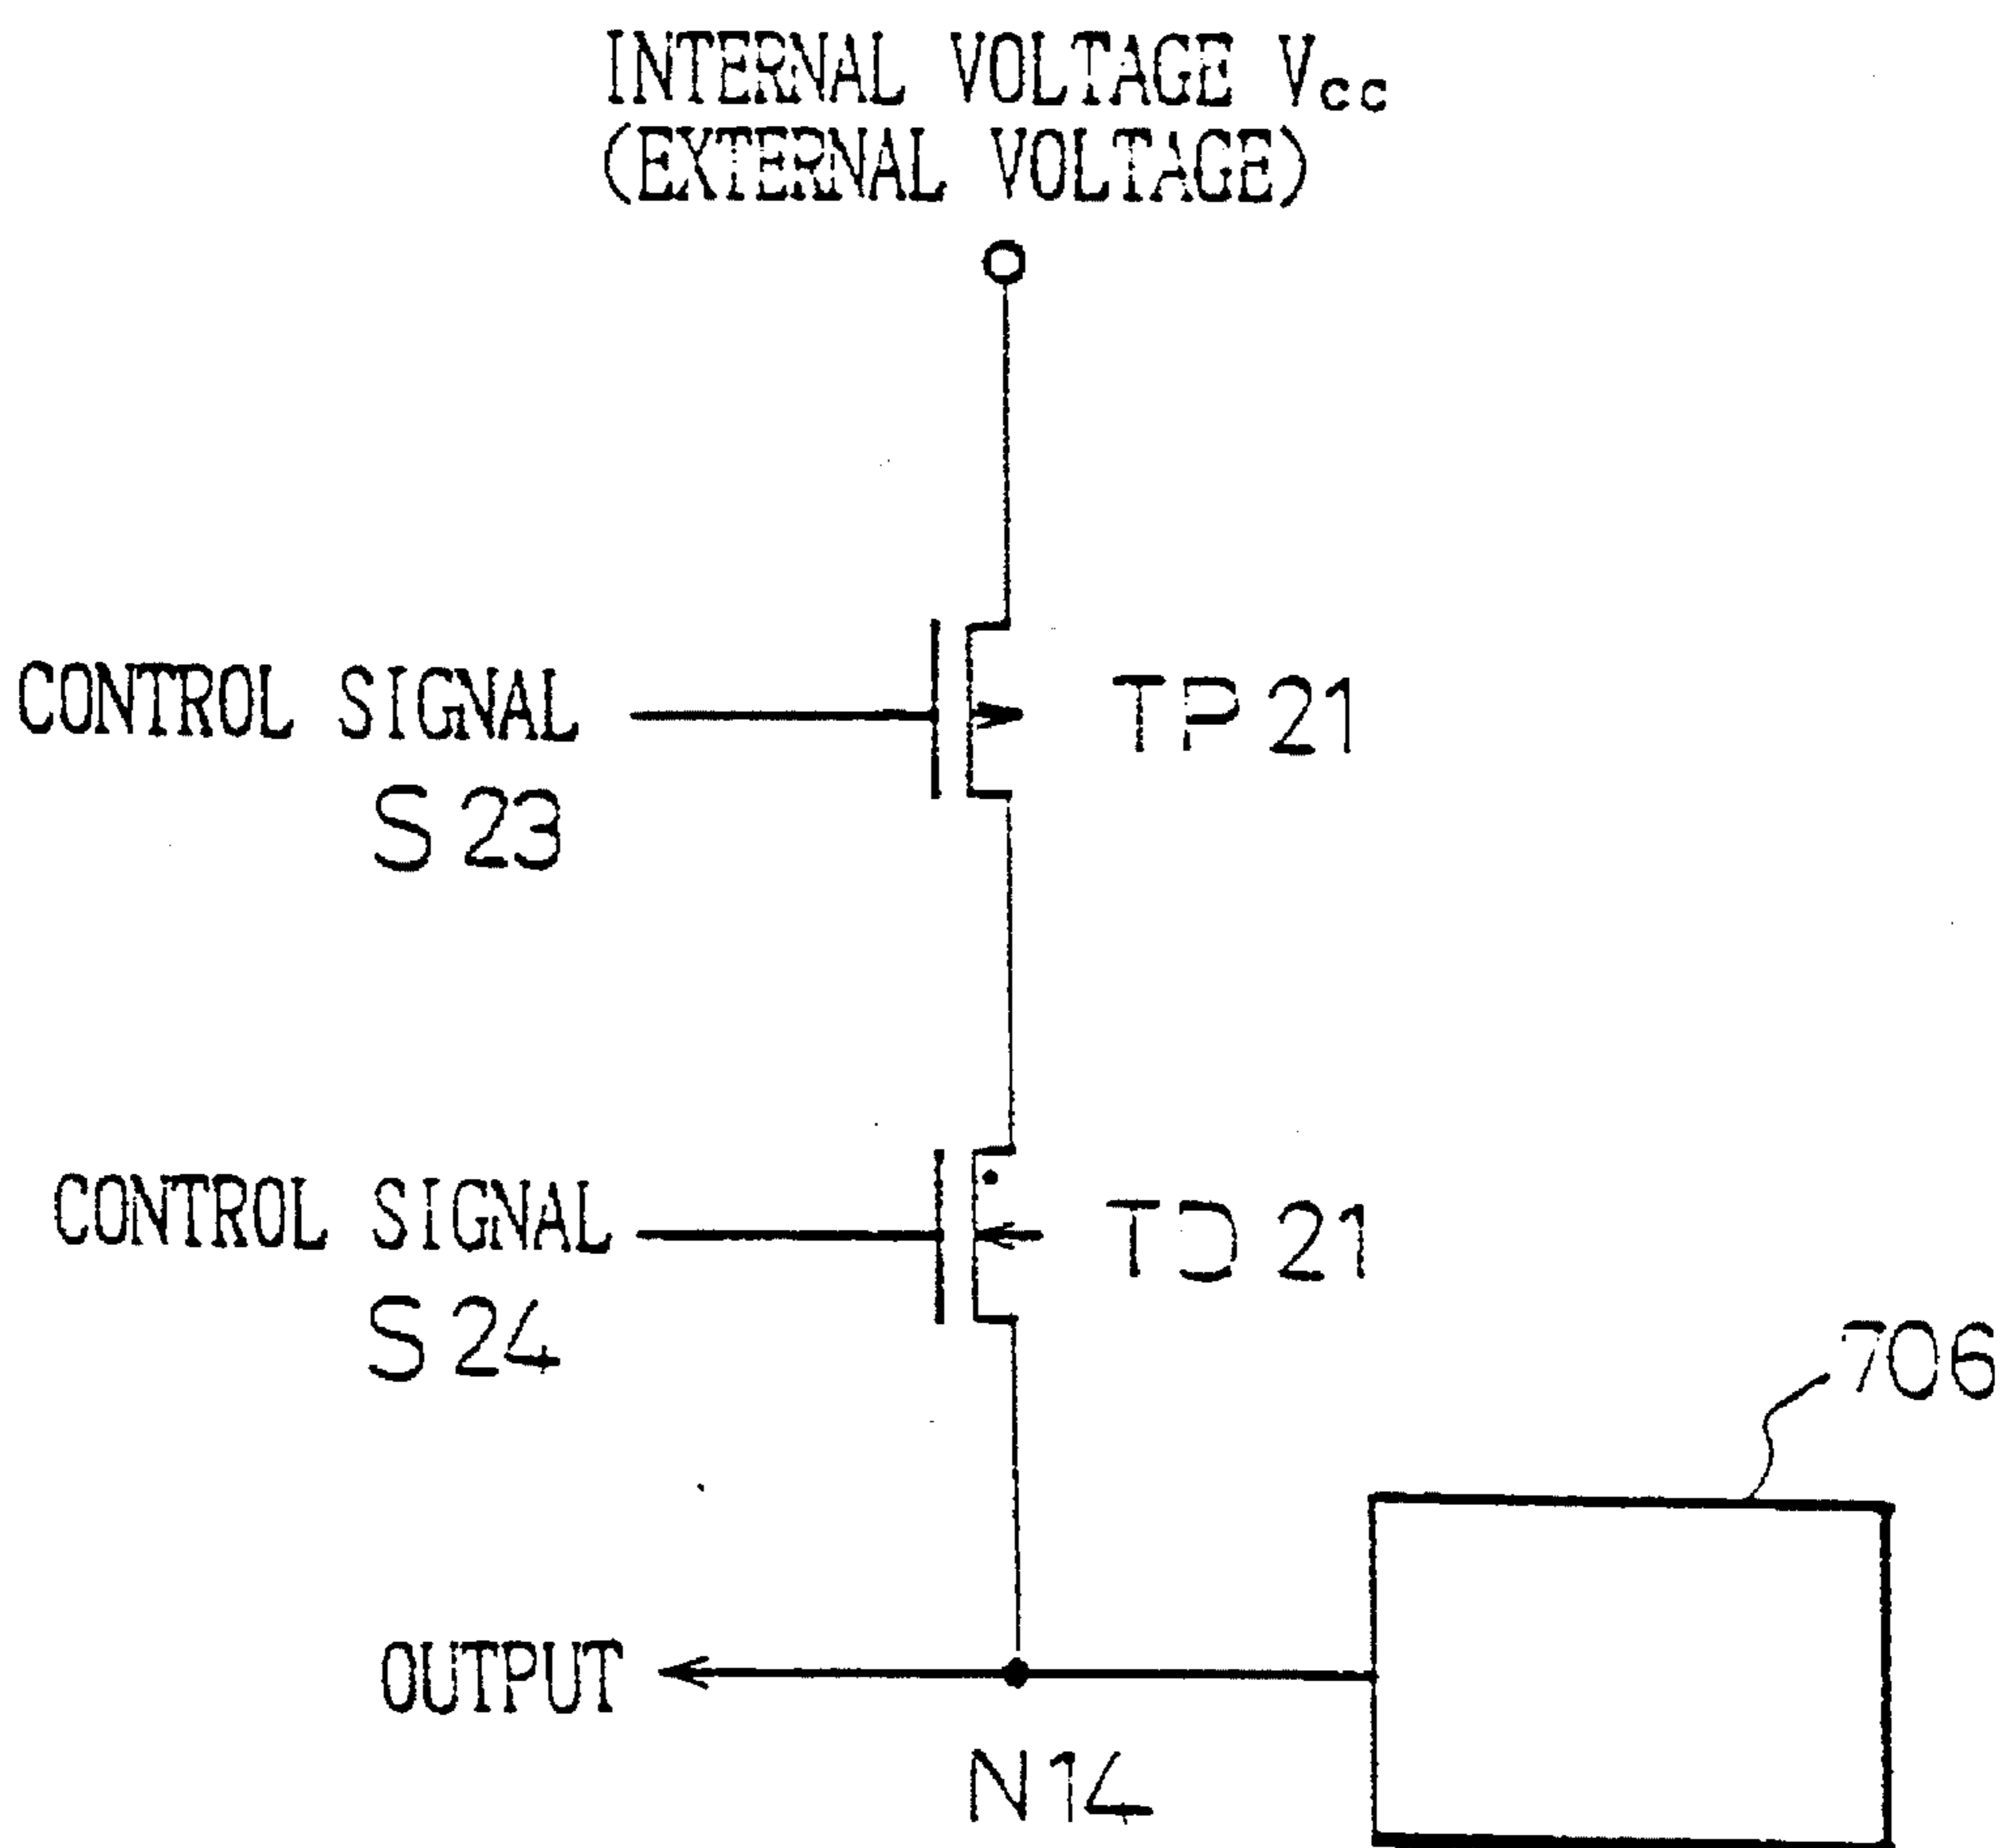 INTERNAL VOLTAGE Vcc
(EXTERNAL VOLTAGE)
CONTROL SIGNAL
S23
TP21
CONTROL SIGNAL
S24
TD21
706
OUTPUT
N14